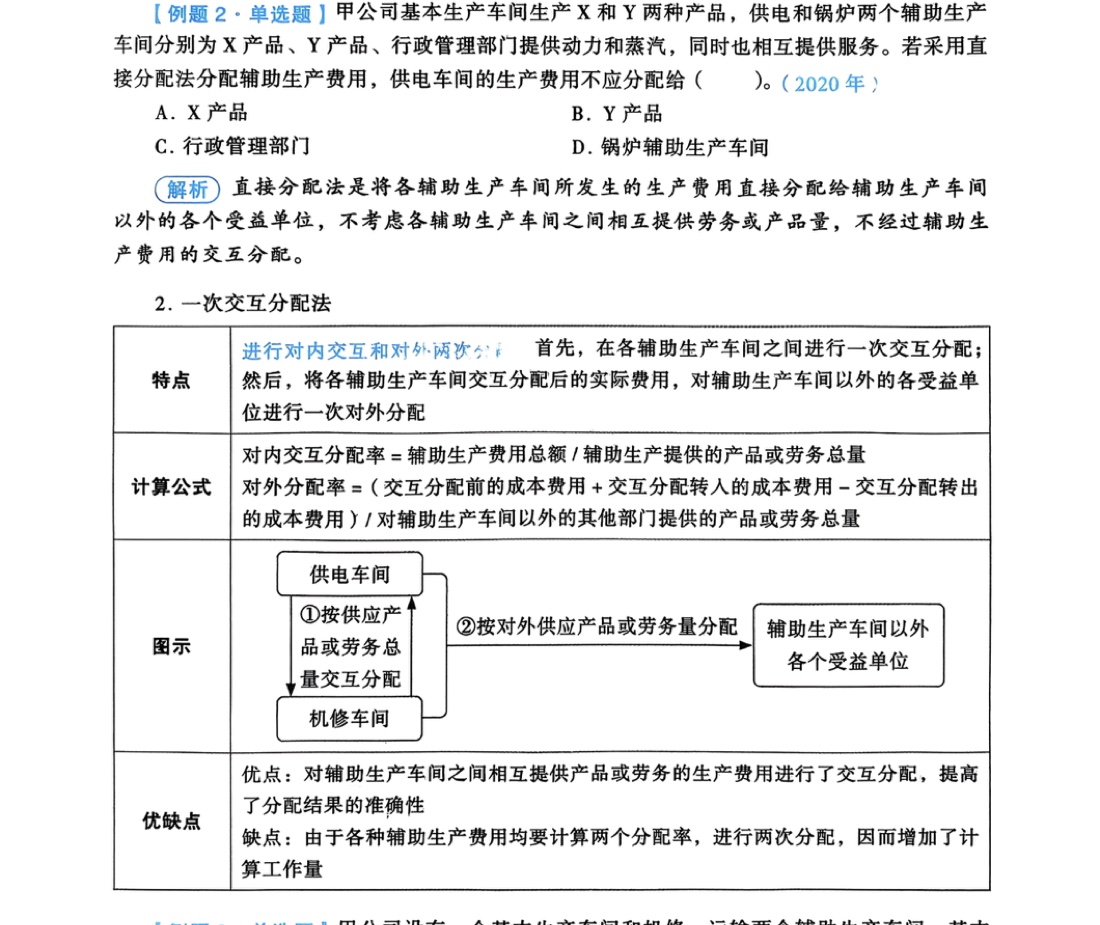 【例题2·单选题】甲公司基本生产车间生产X和Y两种产品，供电和锅炉两个辅助生产
车间分别为X产品、Y产品、行政管理部门提供动力和蒸汽，同时也相互提供服务。若采用直
接分配法分配辅助生产费用，供电车间的生产费用不应分配给（　　）。（2020年）
A. X产品　B. Y产品
C. 行政管理部门　D. 锅炉辅助生产车间
解析 直接分配法是将各辅助生产车间所发生的生产费用直接分配给辅助生产车间
以外的各个受益单位，不考虑各辅助生产车间之间相互提供劳务或产品量，不经过辅助生
产费用的交互分配。
2. 一次交互分配法
特点
进行对内交互和对外两次分 首先，在各辅助生产车间之间进行一次交互分配；
然后，将各辅助生产车间交互分配后的实际费用，对辅助生产车间以外的各受益单
位进行一次对外分配
计算公式
对内交互分配率=辅助生产费用总额/辅助生产提供的产品或劳务总量
对外分配率=（交互分配前的成本费用+交互分配转入的成本费用-交互分配转出
的成本费用）/对辅助生产车间以外的其他部门提供的产品或劳务总量
图示
供电车间
①按供应产
品或劳务总
量交互分配
机修车间
②按对外供应产品或劳务量分配
辅助生产车间以外
各个受益单位
优缺点
优点：对辅助生产车间之间相互提供产品或劳务的生产费用进行了交互分配，提高
了分配结果的准确性
缺点：由于各种辅助生产费用均要计算两个分配率，进行两次分配，因而增加了计
算工作量